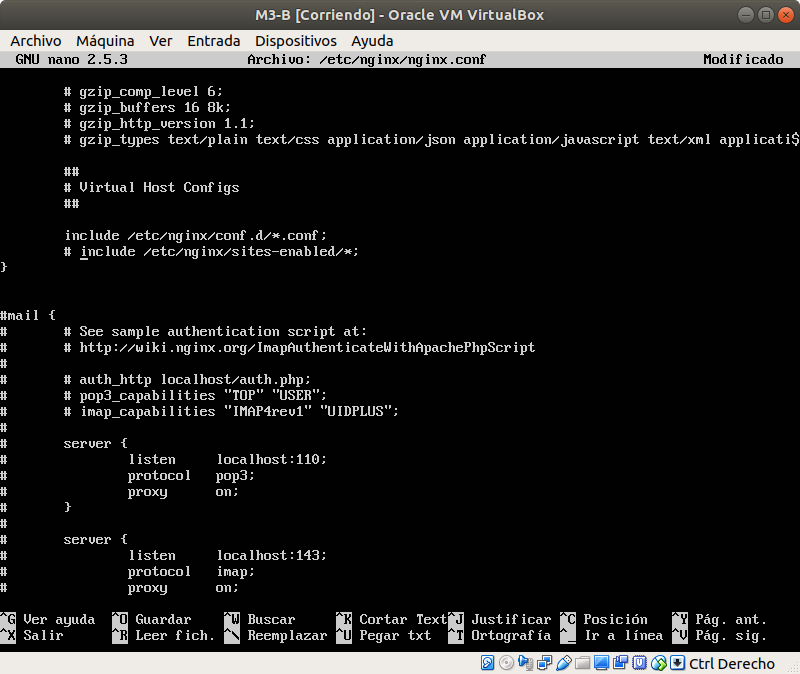 M3-B [Corriendo] - Oracle VM VirtualBox
Archivo Máquina Ver Entrada Dispositivos Ayuda
GNU nano 2.5.3 Archivo: /etc/nginx/nginx.conf Modificado
# gzip_comp_level 6;
# gzip_buffers 16 8k;
# gzip_http_version 1.1;
# gzip_types text/plain text/css application/json application/javascript text/xml applicati$
##
# Virtual Host Configs
##
include /etc/nginx/conf.d/*.conf;
# include /etc/nginx/sites-enabled/*;
}
#mail {
# # See sample authentication script at:
# # http://wiki.nginx.org/ImapAuthenticateWithApachePhpScript
#
# # auth_http localhost/auth.php;
# # pop3_capabilities "TOP" "USER";
# # imap_capabilities "IMAP4rev1" "UIDPLUS";
#
# server {
# listen localhost:110;
# protocol pop3;
# proxy on;
# }
#
# server {
# listen localhost:143;
# protocol imap;
# proxy on;
^G Ver ayuda ^O Guardar ^W Buscar ^K Cortar Text ^J Justificar ^C Posición ^Y Pág. ant.
^X Salir ^R Leer fich. ^\ Reemplazar ^U Pegar txt ^T Ortografía ^_ Ir a línea ^V Pág. sig.
Ctrl Derecho